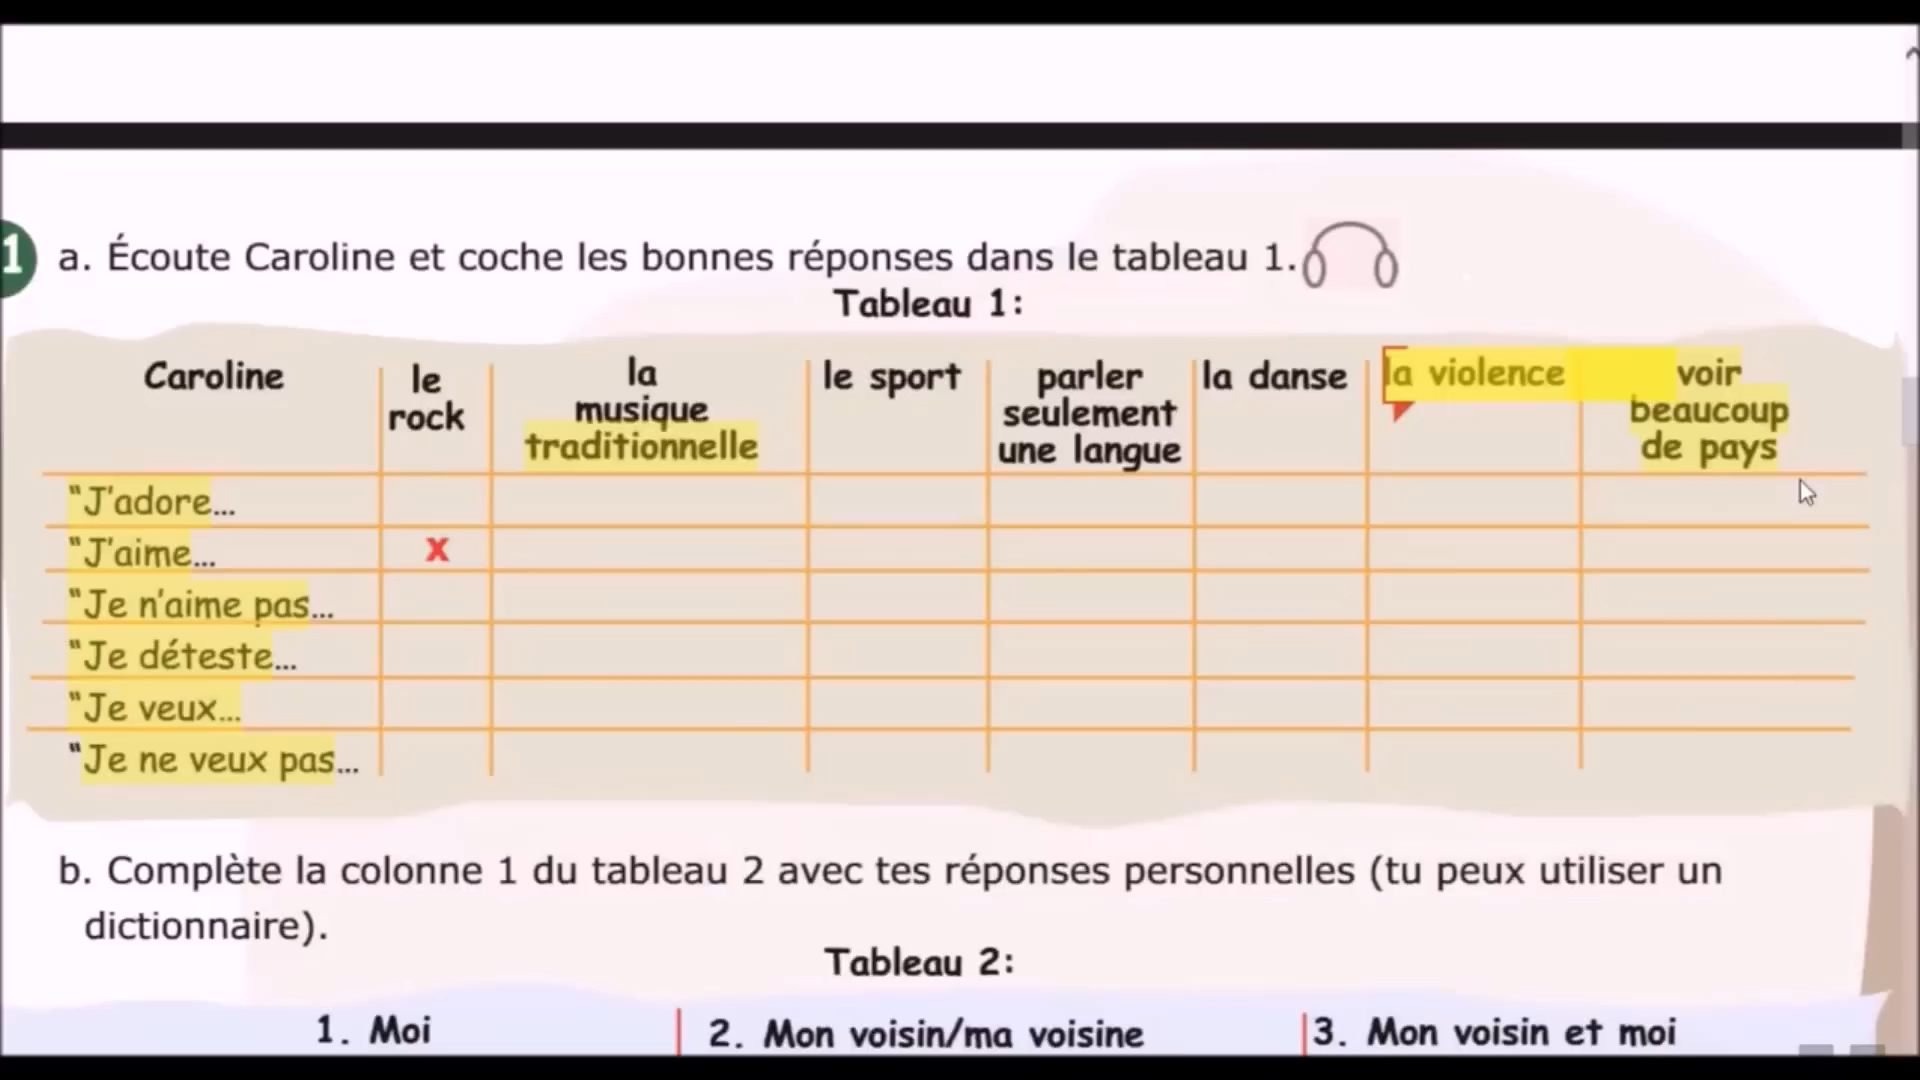 1 a. Écoute Caroline et coche les bonnes réponses dans le tableau 1.
Tableau 1:
Caroline
le
rock
la
musique
traditionnelle
le sport
parler
seulement
une langue
la danse
la violence
voir
beaucoup
de pays
"J'adore...
"J'aime... x
"Je n'aime pas...
"Je déteste...
"Je veux...
"Je ne veux pas...
b. Complète la colonne 1 du tableau 2 avec tes réponses personnelles (tu peux utiliser un
dictionnaire).
Tableau 2:
1. Moi 2. Mon voisin/ma voisine 3. Mon voisin et moi